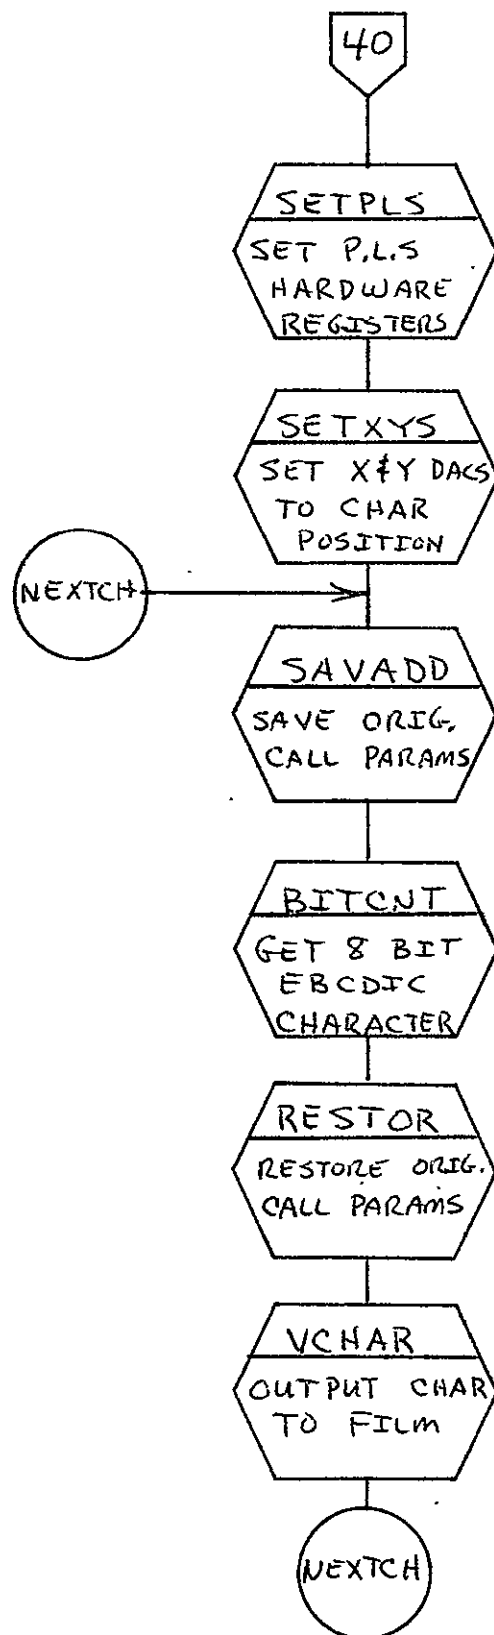 40
SETPLS
SET P.L.S
HARDWARE
REGISTERS
SETXYS
SET X&Y DACS
TO CHAR
POSITION
NEXTCH
SAVADD
SAVE ORIG.
CALL PARAMS
BITCNT
GET 8 BIT
EBCDIC
CHARACTER
RESTOR
RESTORE ORIG.
CALL PARAMS
VCHAR
OUTPUT CHAR
TO FILM
NEXTCH